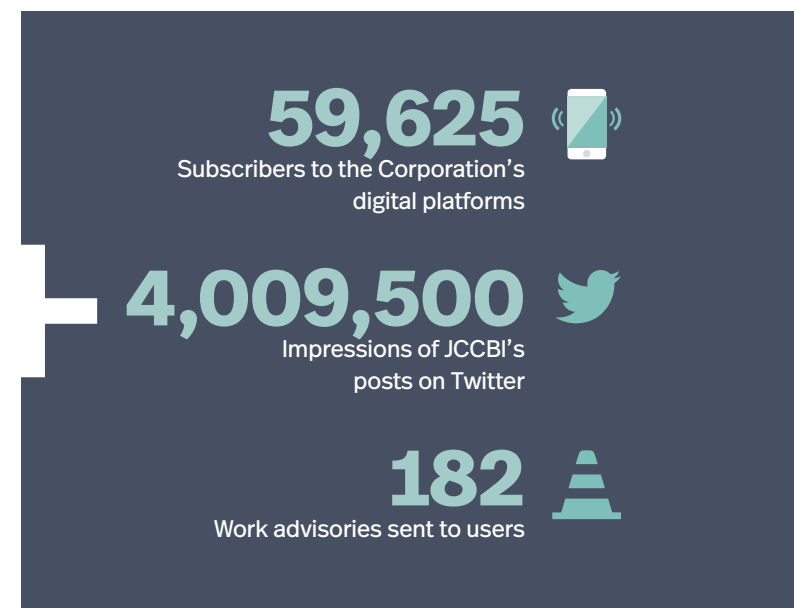 59,625
Subscribers to the Corporation’s
digital platforms
4,009,500
Impressions of JCCBI’s
posts on Twitter
182
Work advisories sent to users